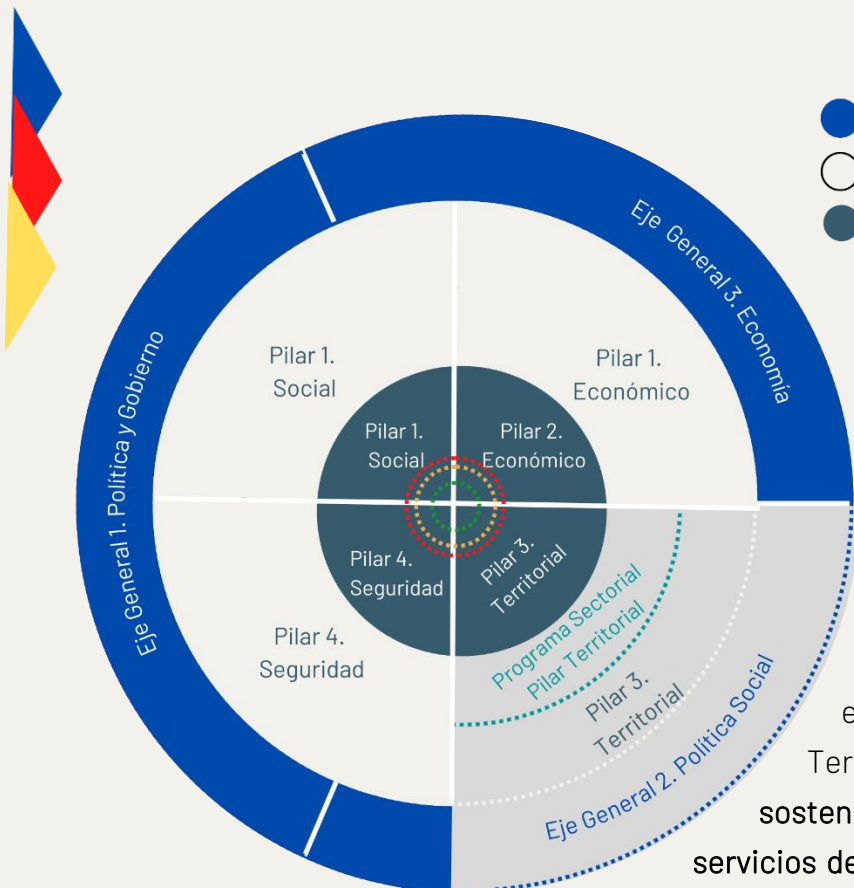 Eje General 3. Economía
Eje General 1. Política y Gobierno
Pilar 1.
Social
Pilar 1.
Económico
Pilar 1.
Social
Pilar 2.
Económico
Pilar 4.
Seguridad
Pilar 3.
Territorial
Pilar 4.
Seguridad
Programa Sectorial
Pilar Territorial
Pilar 3.
Territorial
Eje General 2. Política Social
e
Ter
sosten
servicios de